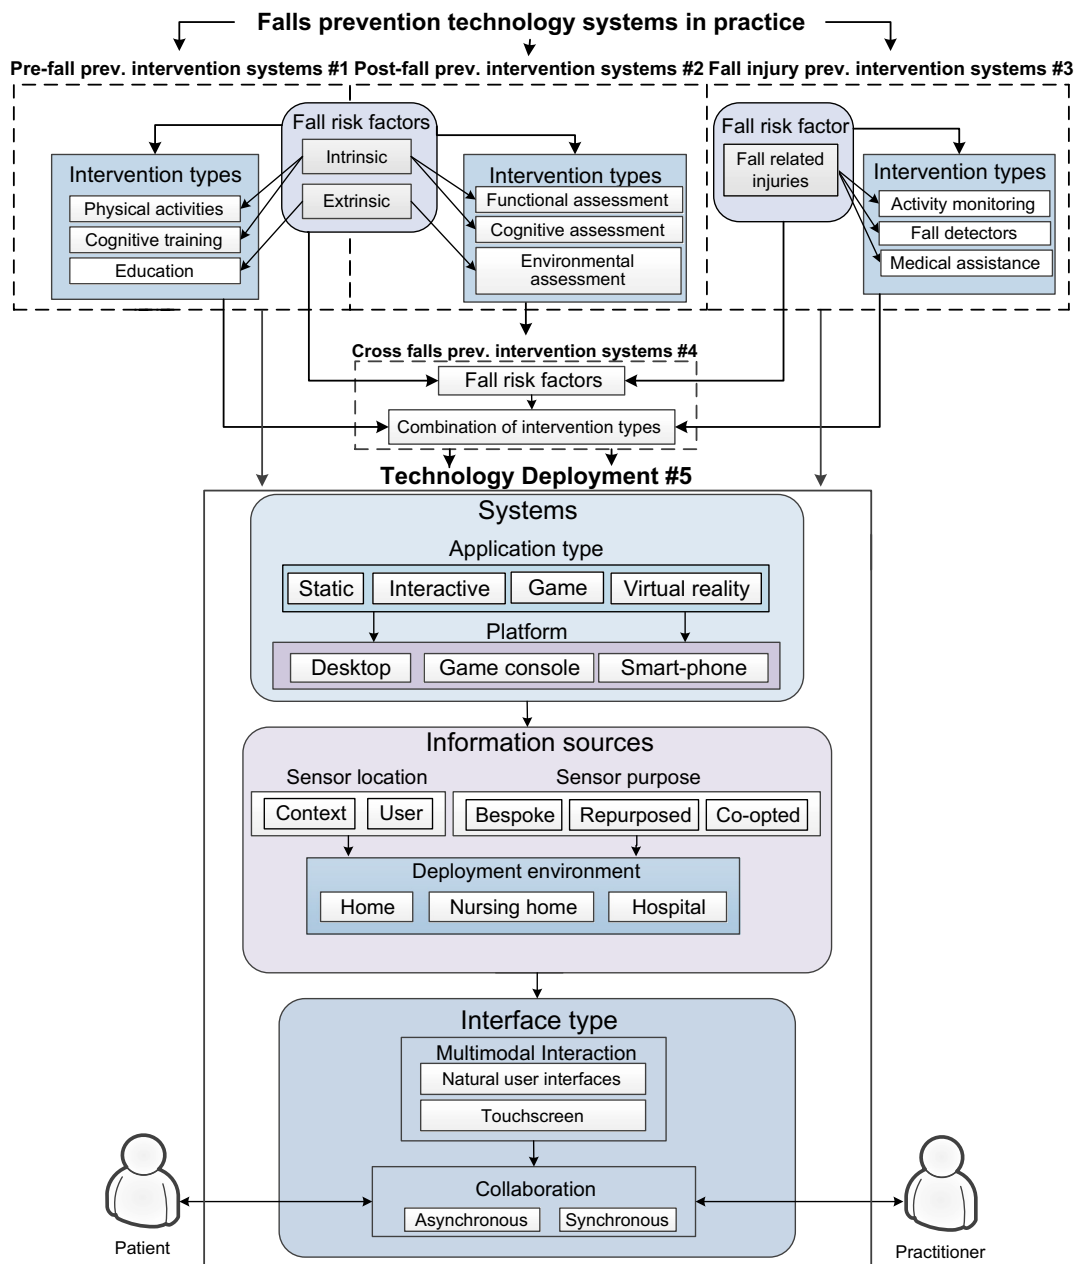 Falls prevention technology systems in practice
Pre-fall prev. intervention systems #1
Post-fall prev. intervention systems #2
Fall injury prev. intervention systems #3
Fall risk factors
Intrinsic
Extrinsic
Intervention types
Physical activities
Cognitive training
Education
Intervention types
Functional assessment
Cognitive assessment
Environmental
assessment
Fall risk factor
Fall related
injuries
Intervention types
Activity monitoring
Fall detectors
Medical assistance
Cross falls prev. intervention systems #4
Fall risk factors
Combination of intervention types
Technology Deployment #5
Systems
Application type
Static
Interactive
Game
Virtual reality
Platform
Desktop
Game console
Smart-phone
Information sources
Sensor location
Context
User
Sensor purpose
Bespoke
Repurposed
Co-opted
Deployment environment
Home
Nursing home
Hospital
Interface type
Multimodal Interaction
Natural user interfaces
Touchscreen
Collaboration
Asynchronous
Synchronous
Patient
Practitioner